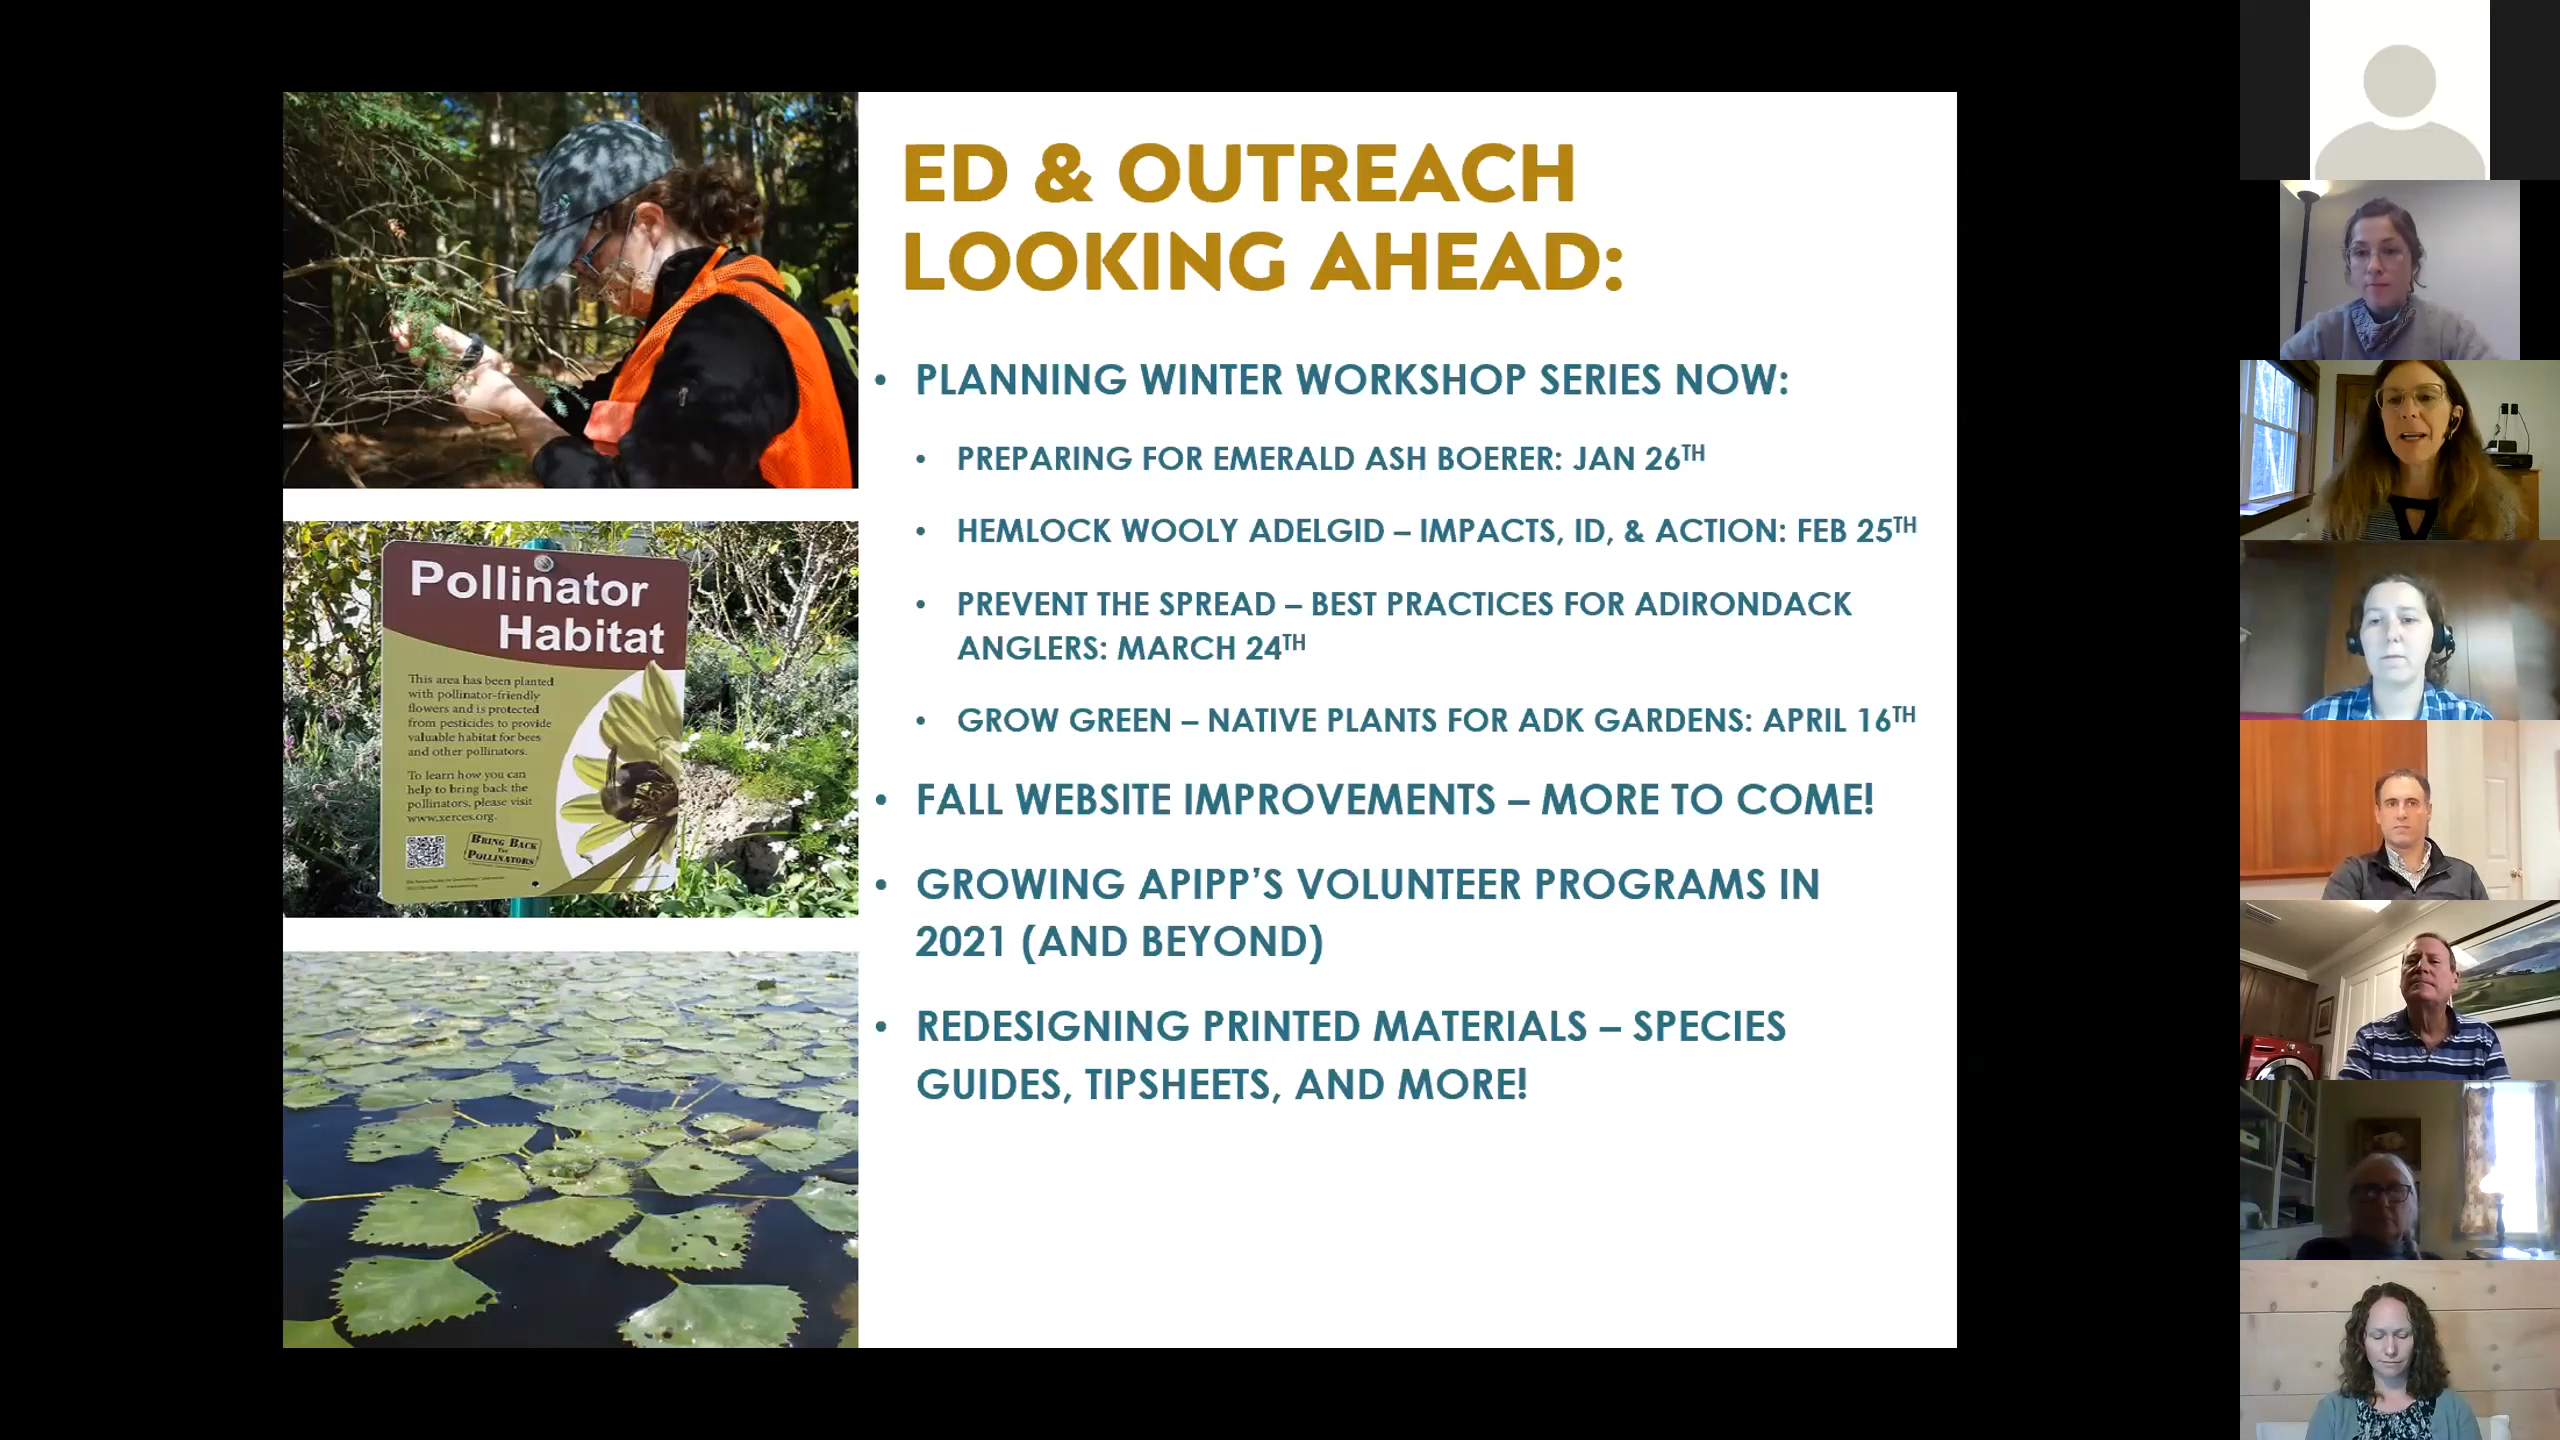 ED & OUTREACH
LOOKING AHEAD:
• PLANNING WINTER WORKSHOP SERIES NOW:
• PREPARING FOR EMERALD ASH BOERER: JAN 26TH
• HEMLOCK WOOLY ADELGID – IMPACTS, ID, & ACTION: FEB 25TH
• PREVENT THE SPREAD – BEST PRACTICES FOR ADIRONDACK
ANGLERS: MARCH 24TH
• GROW GREEN – NATIVE PLANTS FOR ADK GARDENS: APRIL 16TH
• FALL WEBSITE IMPROVEMENTS – MORE TO COME!
• GROWING APIPP’S VOLUNTEER PROGRAMS IN
2021 (AND BEYOND)
• REDESIGNING PRINTED MATERIALS – SPECIES
GUIDES, TIPSHEETS, AND MORE!
Pollinator
Habitat
This area has been planted
with pollinator-friendly
flowers and is protected
from pesticides to provide
valuable habitat for bees
and other pollinators.
To learn how you can
help to bring back the
pollinators, please visit
www.xerces.org.
BRING BACK
THE
POLLINATORS